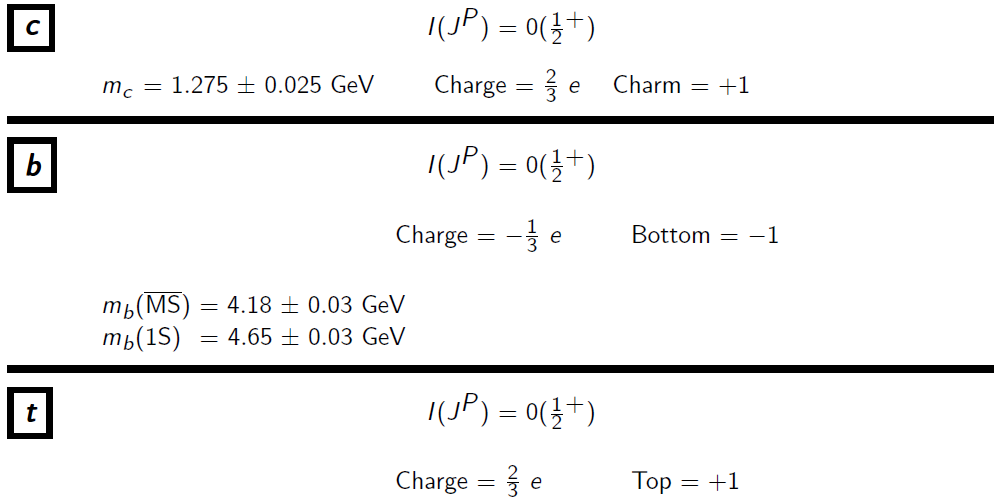 c
I(J^P) = 0(½⁺)
m_c = 1.275 ± 0.025 GeV Charge = ⅔ e Charm = +1
b
I(J^P) = 0(½⁺)
Charge = −⅓ e Bottom = −1
m_b(M̅S̅) = 4.18 ± 0.03 GeV
m_b(1S) = 4.65 ± 0.03 GeV
t
I(J^P) = 0(½⁺)
Charge = ⅔ e Top = +1